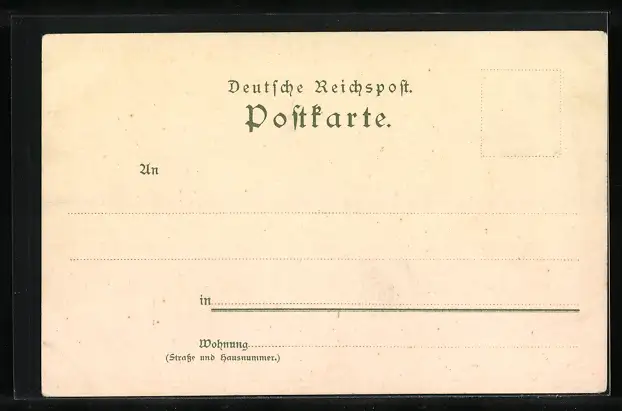 Deutſche Reichspoſt.
Poſtkarte.
An
in
Wohnung
(Straße und Hausnummer.)